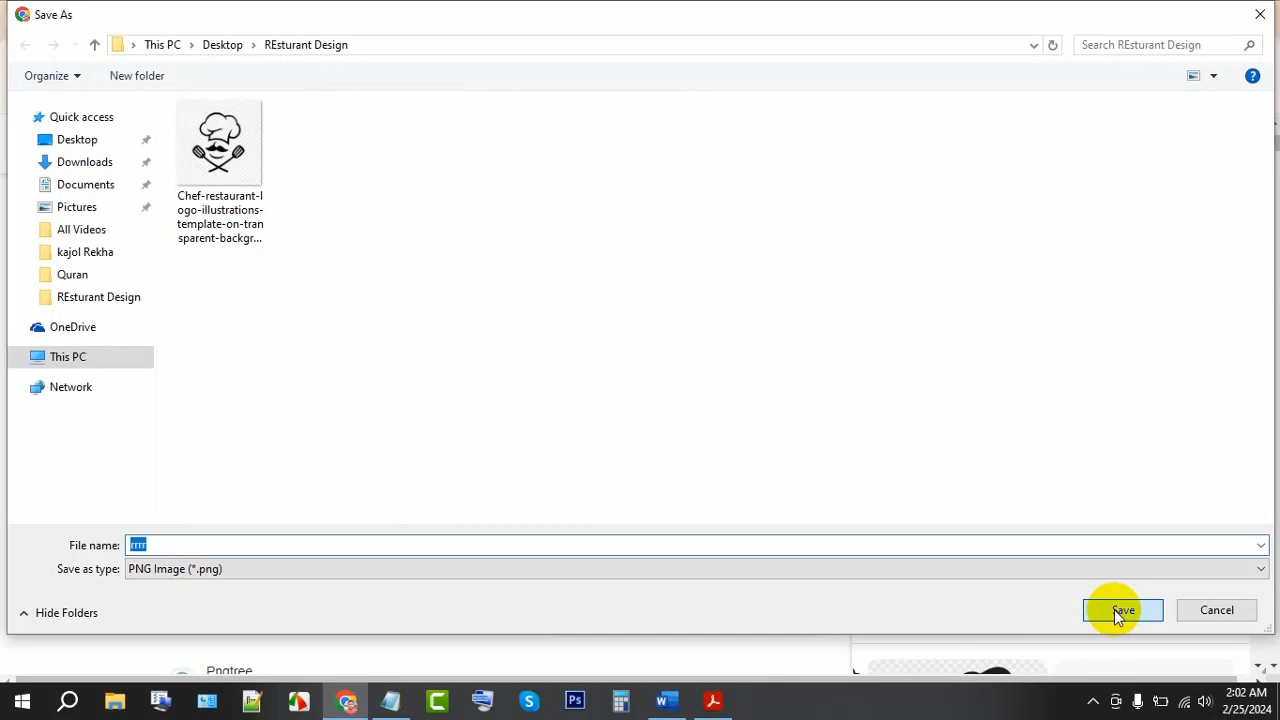 Save As
This PC
Desktop
REsturant Design
Search REsturant Design
Organize
New folder
Quick access
Desktop
Downloads
Documents
Pictures
All Videos
kajol Rekha
Quran
REsturant Design
OneDrive
This PC
Network
Chef-restaurant-l
ogo-illustrations-
template-on-tran
sparent-backgr...
File name:
rrrr
Save as type:
PNG Image (*.png)
Hide Folders
Save
Cancel
Pngtree
Ps
2:02 AM
2/25/2024